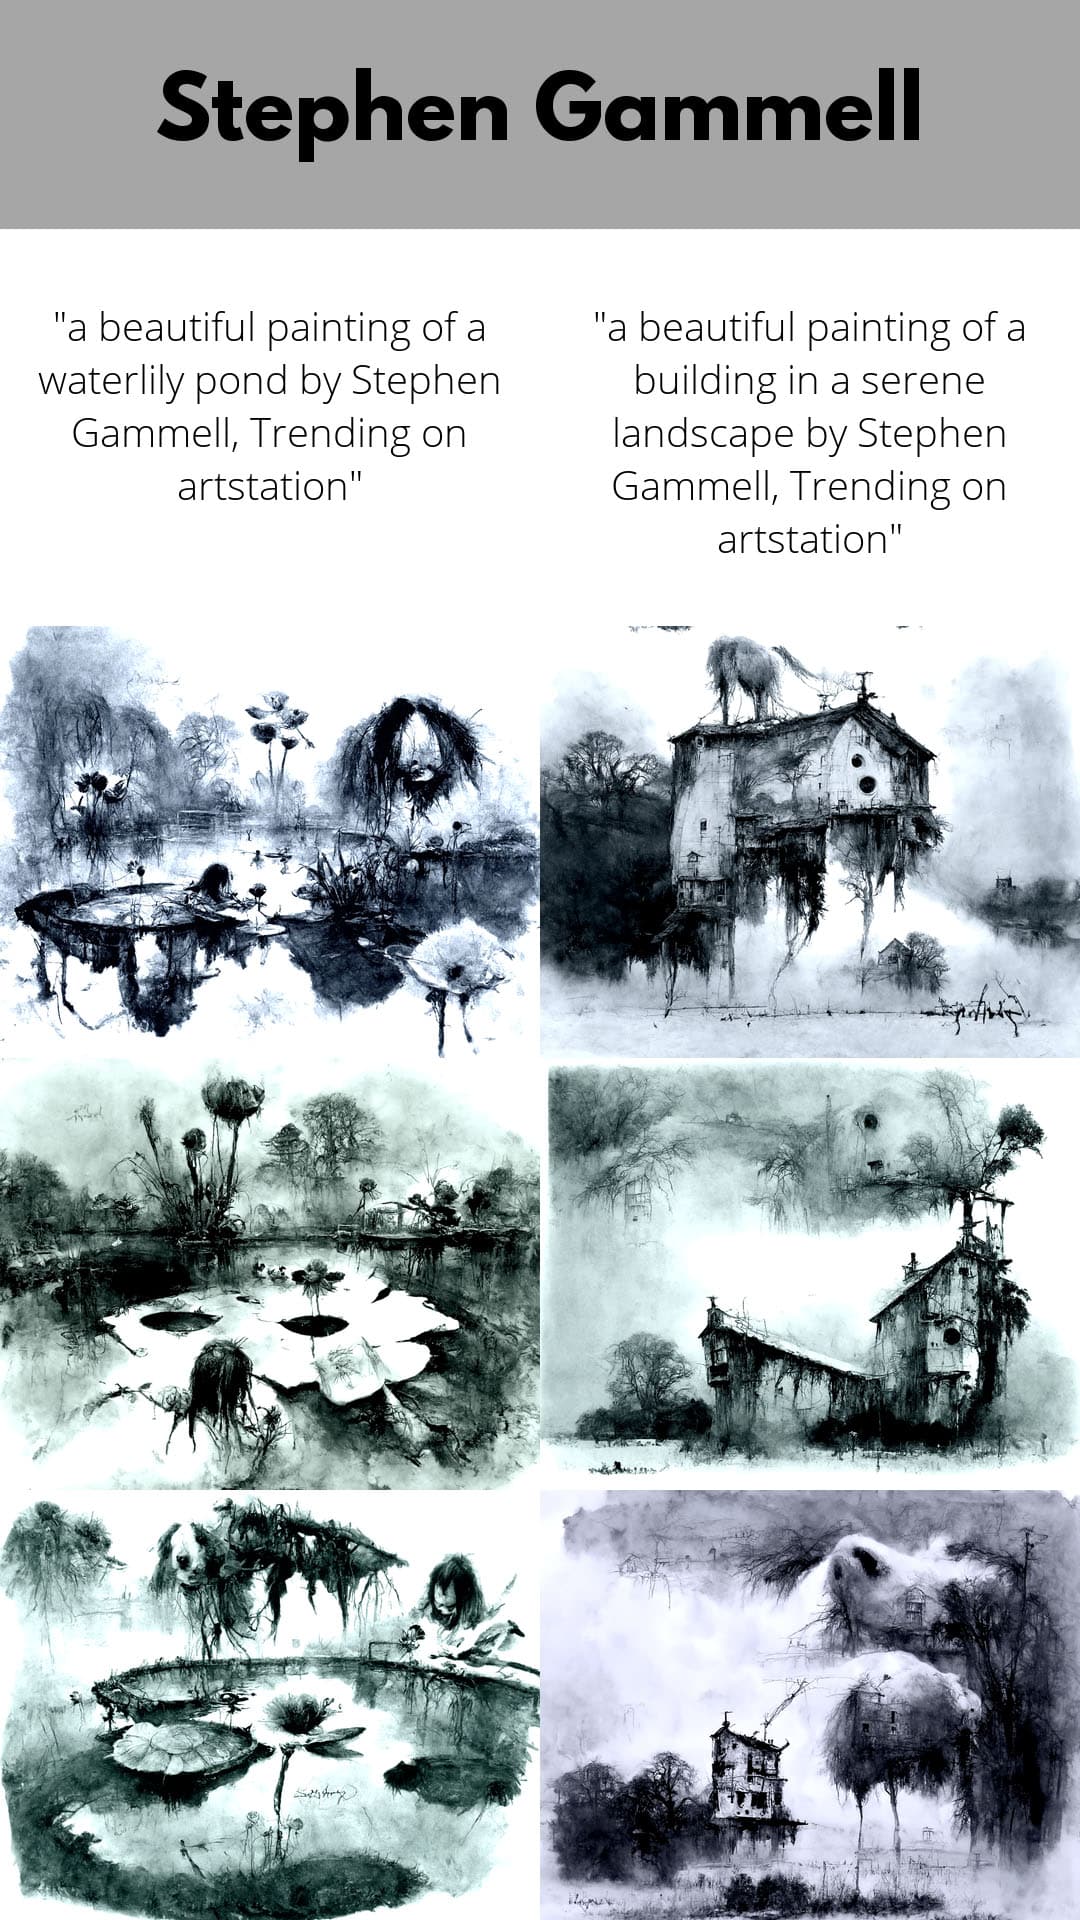 Stephen Gammell
"a beautiful painting of a
waterlily pond by Stephen
Gammell, Trending on
artstation"
"a beautiful painting of a
building in a serene
landscape by Stephen
Gammell, Trending on
artstation"